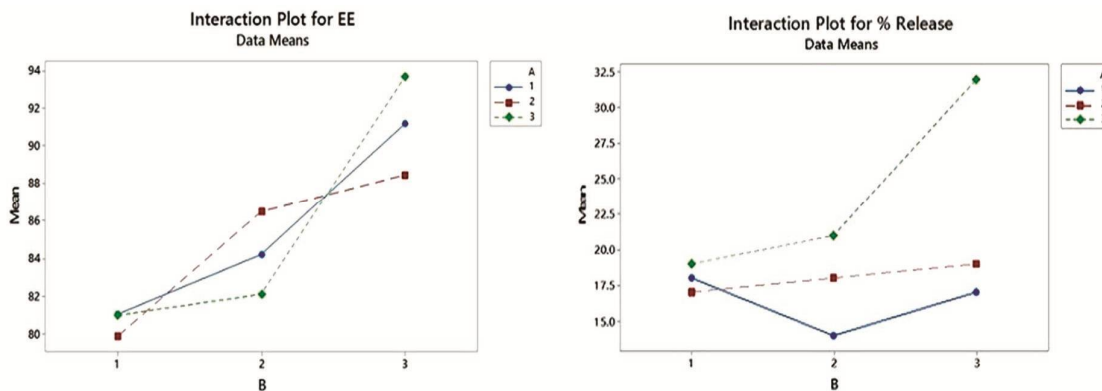 Interaction Plot for EE
Data Means
94
92
90
88
86
84
82
80
Mean
1
2
3
B
A
1
2
3
Interaction Plot for % Release
Data Means
32.5
30.0
27.5
25.0
22.5
20.0
17.5
15.0
Mean
1
2
3
B